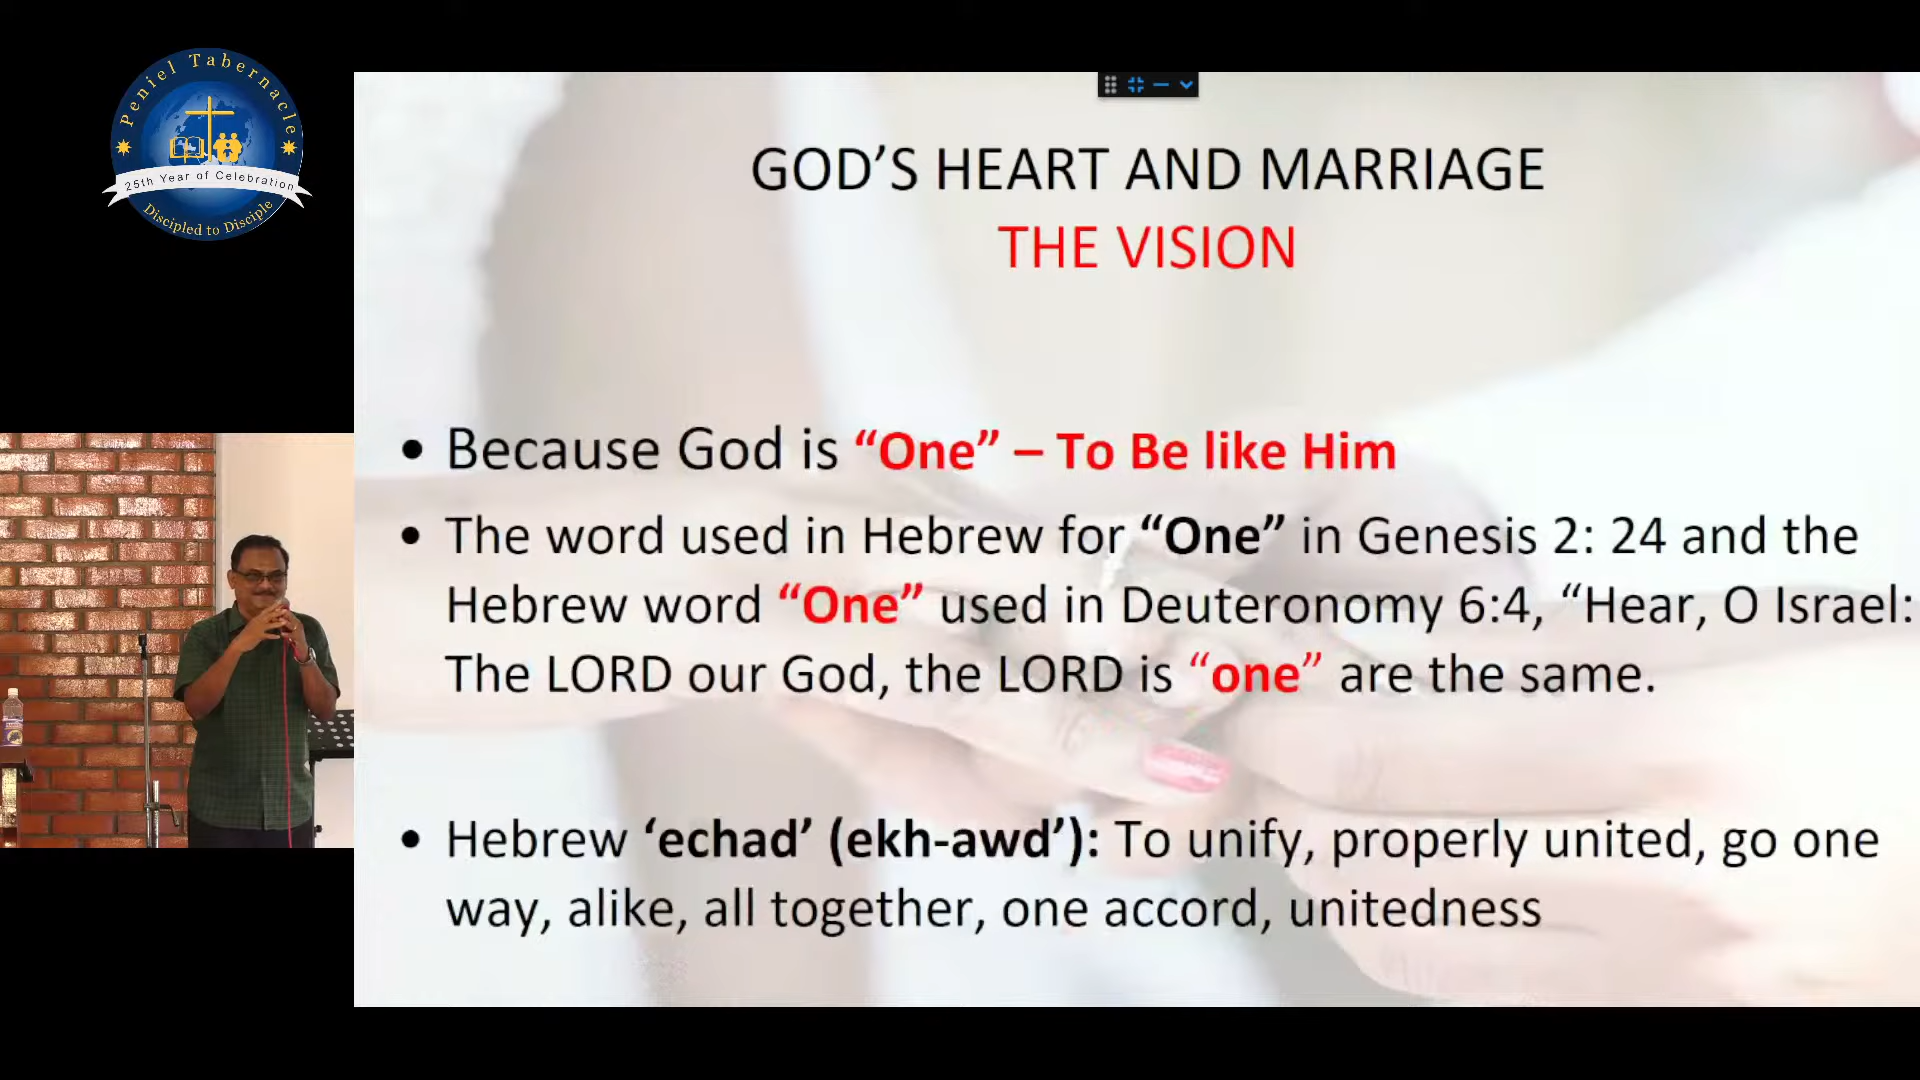 Peniel Tabernacle
25th Year of Celebration
Discipled to Disciple
GOD’S HEART AND MARRIAGE
THE VISION
• Because God is “One” – To Be like Him
• The word used in Hebrew for “One” in Genesis 2: 24 and the
Hebrew word “One” used in Deuteronomy 6:4, “Hear, O Israel:
The LORD our God, the LORD is “one” are the same.
• Hebrew ‘echad’ (ekh-awd’): To unify, properly united, go one
way, alike, all together, one accord, unitedness